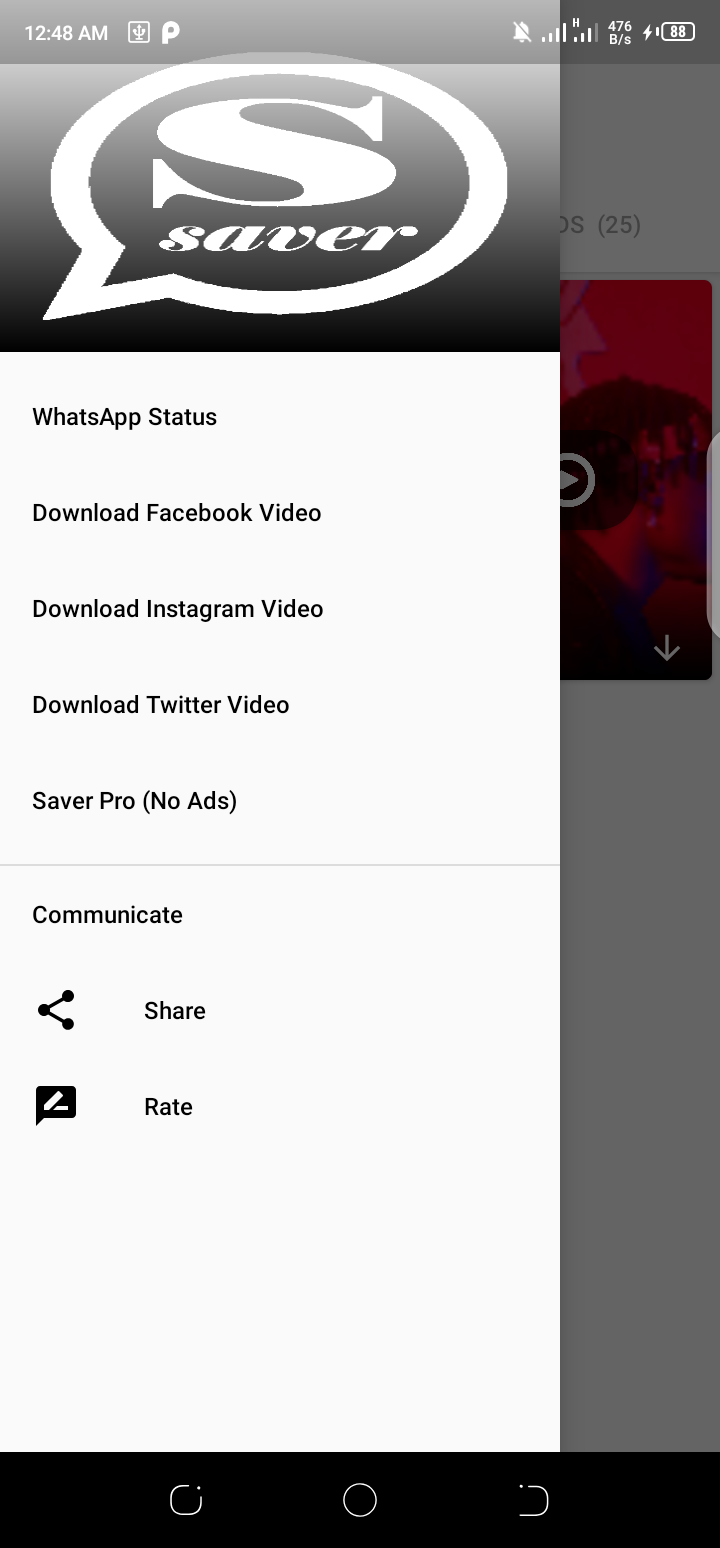 12:48 AM
H
476
B/s
88
S
saver
DS (25)
WhatsApp Status
Download Facebook Video
Download Instagram Video
Download Twitter Video
Saver Pro (No Ads)
Communicate
Share
Rate